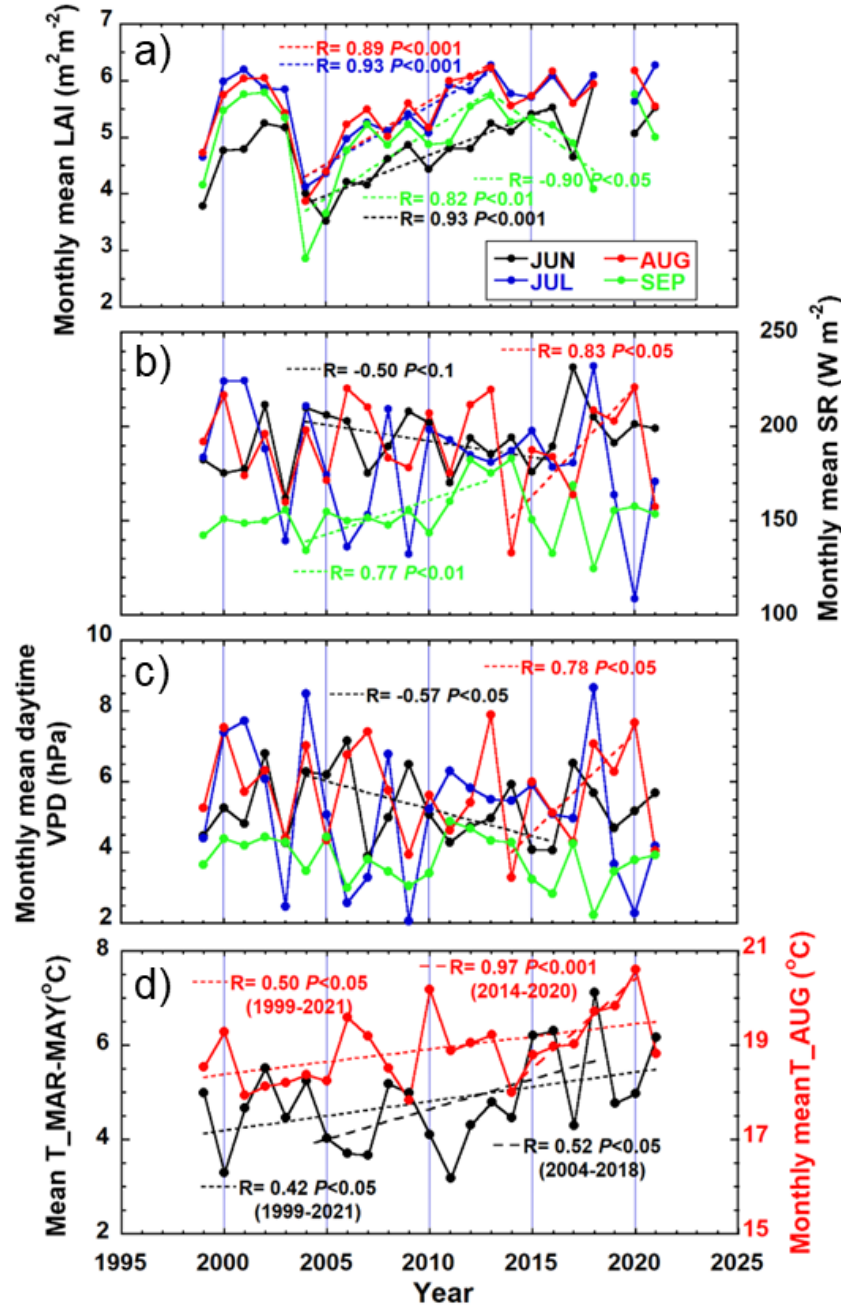 a)
Monthly mean LAI (m²m⁻²)
7
6
5
4
3
2
R= 0.89 P<0.001
R= 0.93 P<0.001
R= -0.90 P<0.05
R= 0.82 P<0.01
R= 0.93 P<0.001
JUN AUG
JUL SEP
b)
Monthly mean SR (W m⁻²)
250
200
150
100
R= 0.83 P<0.05
R= -0.50 P<0.1
R= 0.77 P<0.01
c)
Monthly mean daytime
VPD (hPa)
10
8
6
4
2
R= 0.78 P<0.05
R= -0.57 P<0.05
d)
Mean T_MAR-MAY(°C)
8
6
4
2
R= 0.50 P<0.05
(1999-2021)
R= 0.97 P<0.001
(2014-2020)
R= 0.52 P<0.05
(2004-2018)
R= 0.42 P<0.05
(1999-2021)
21
19
17
15
Monthly meanT_AUG (°C)
1995 2000 2005 2010 2015 2020 2025
Year